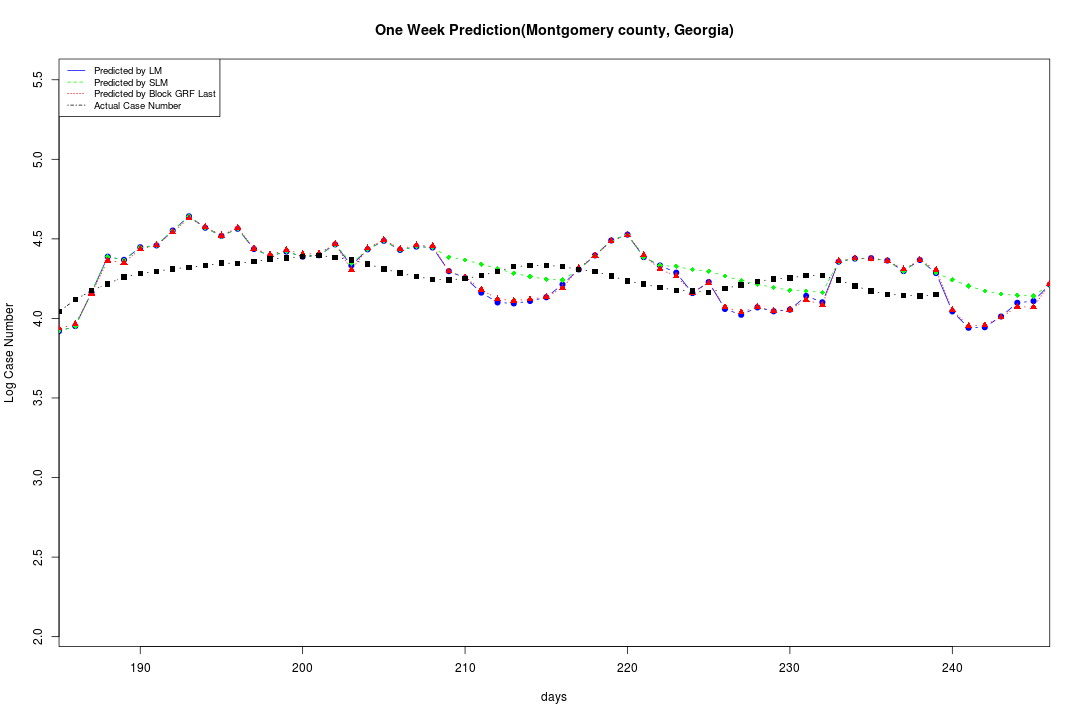 One Week Prediction(Montgomery county, Georgia)
Predicted by LM
Predicted by SLM
Predicted by Block GRF Last
Actual Case Number
Log Case Number
5.5
5.0
4.5
4.0
3.5
3.0
2.5
2.0
190 200 210 220 230 240
days